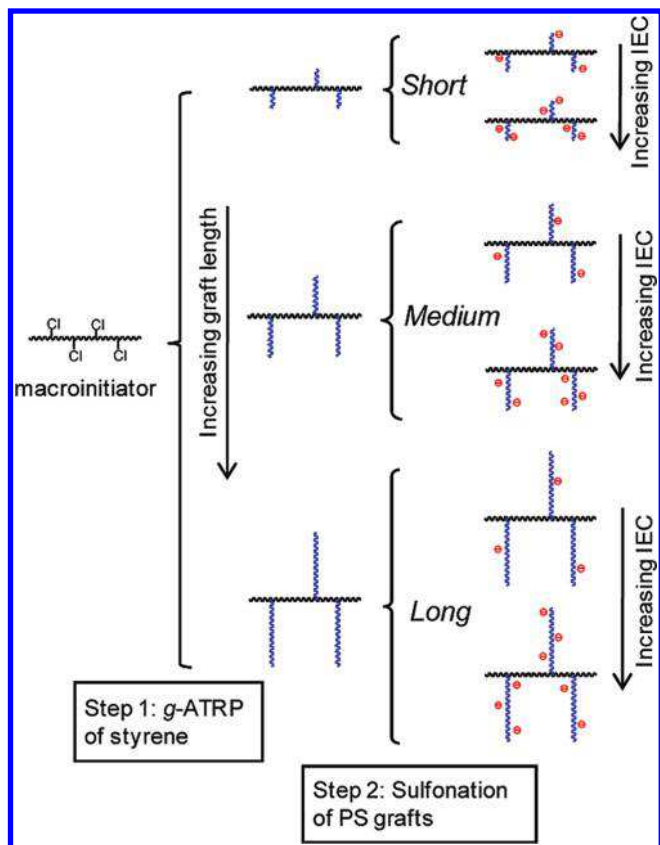 Cl
Cl
Cl
Cl
macroinitiator
Increasing graft length
Short
Medium
Long
Increasing IEC
Increasing IEC
Increasing IEC
Step 1: g-ATRP
of styrene
Step 2: Sulfonation
of PS grafts